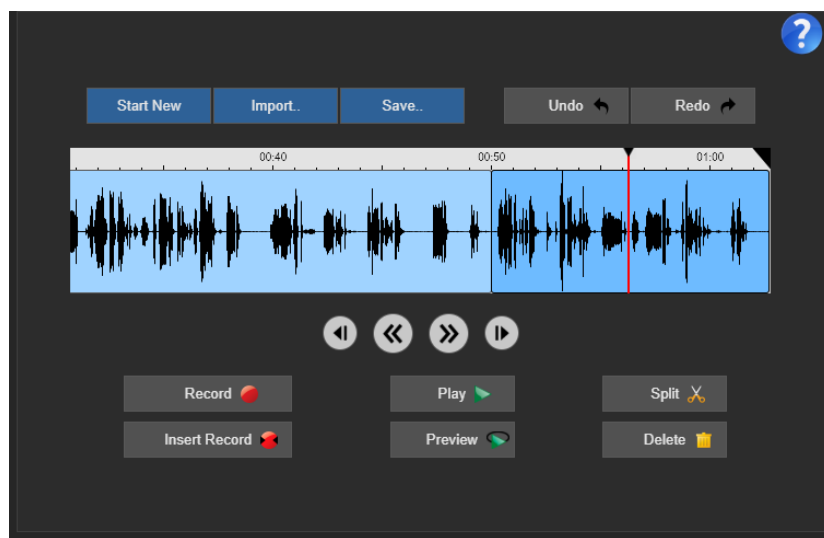 ?
Start New Import.. Save.. Undo Redo
00:40 00:50 01:00
Record Play Split
Insert Record Preview Delete